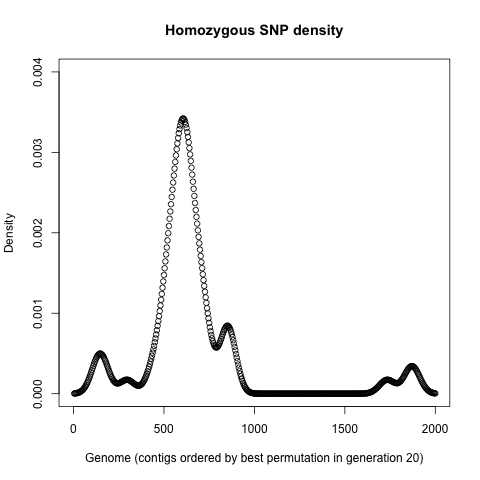 Homozygous SNP density
Density
0.004
0.003
0.002
0.001
0.000
0 500 1000 1500 2000
Genome (contigs ordered by best permutation in generation 20)